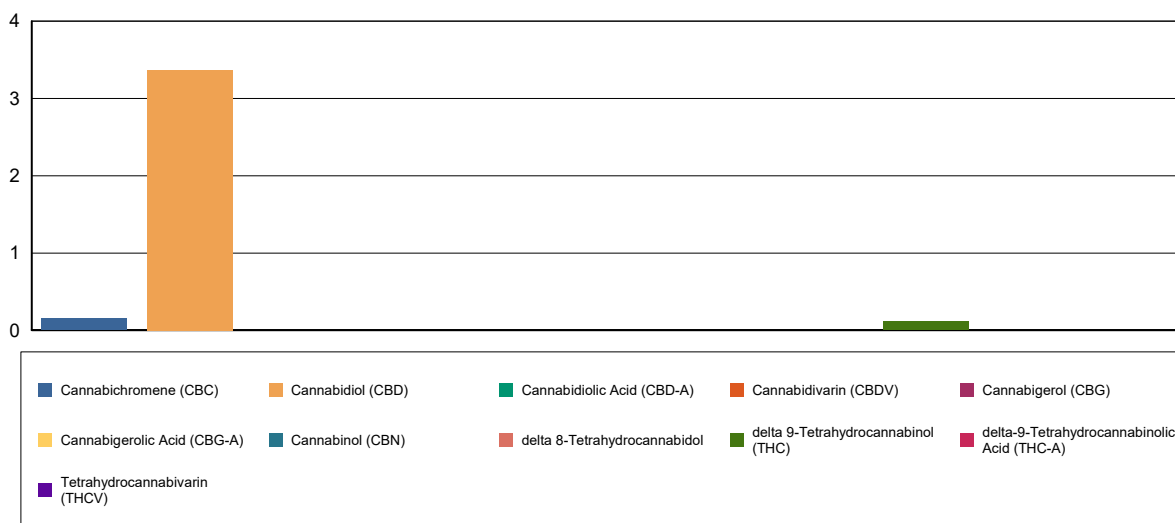 4
3
2
1
0
Cannabichromene (CBC)
Cannabidiol (CBD)
Cannabidiolic Acid (CBD-A)
Cannabidivarin (CBDV)
Cannabigerol (CBG)
Cannabigerolic Acid (CBG-A)
Cannabinol (CBN)
delta 8-Tetrahydrocannabidol
delta 9-Tetrahydrocannabinol
(THC)
delta-9-Tetrahydrocannabinolic
Acid (THC-A)
Tetrahydrocannabivarin
(THCV)